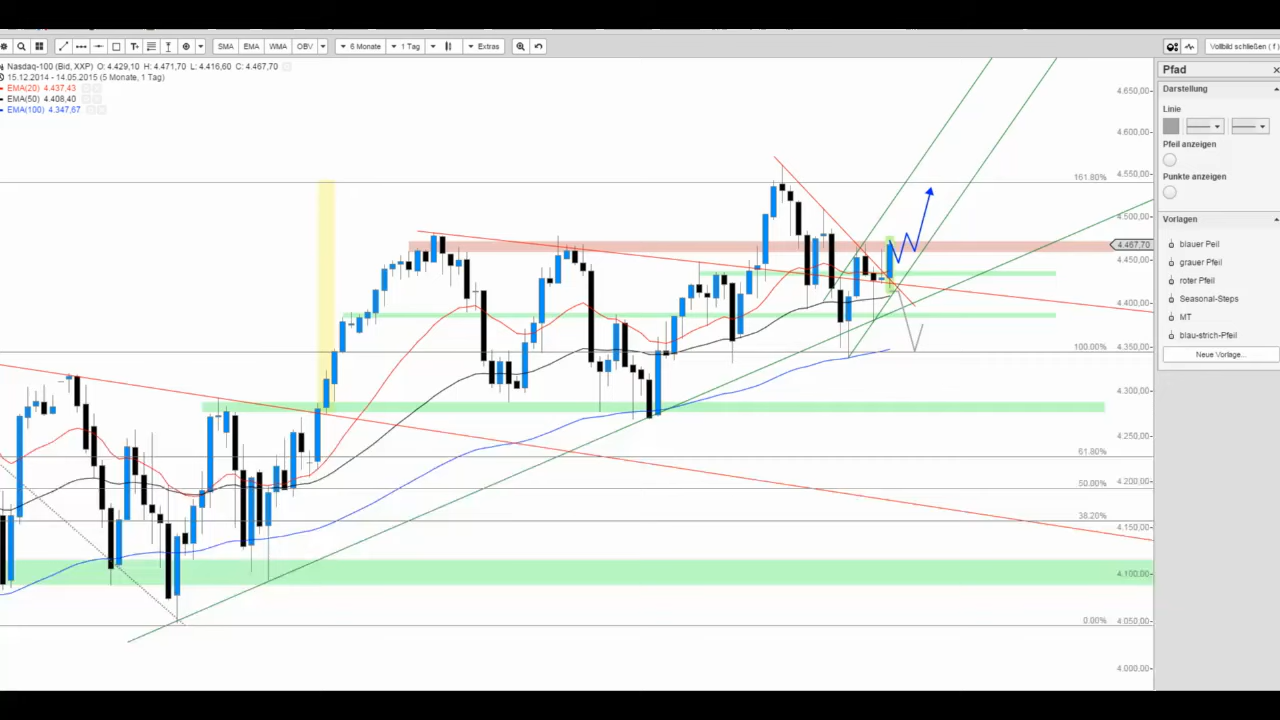 SMA EMA WMA OBV 6 Monate 1 Tag Extras Vollbild schließen ( f )
Nasdaq-100 (Bid, XXP) O: 4.429,10 H: 4.471,70 L: 4.416,60 C: 4.467,70
15.12.2014 - 14.05.2015 (5 Monate, 1 Tag)
EMA(20) 4.437,43
EMA(50) 4.408,40
EMA(100) 4.347,67
4.650,00
4.600,00
4.550,00
161.80%
4.500,00
4.467,70
4.450,00
4.400,00
100.00%
4.350,00
4.300,00
4.250,00
61.80%
4.200,00
50.00%
4.150,00
38.20%
4.100,00
4.050,00
0.00%
4.000,00
Pfad
Darstellung
Linie
Pfeil anzeigen
Punkte anzeigen
Vorlagen
blauer Peil
grauer Pfeil
roter Pfeil
Seasonal-Steps
MT
blau-strich-Pfeil
Neue Vorlage...